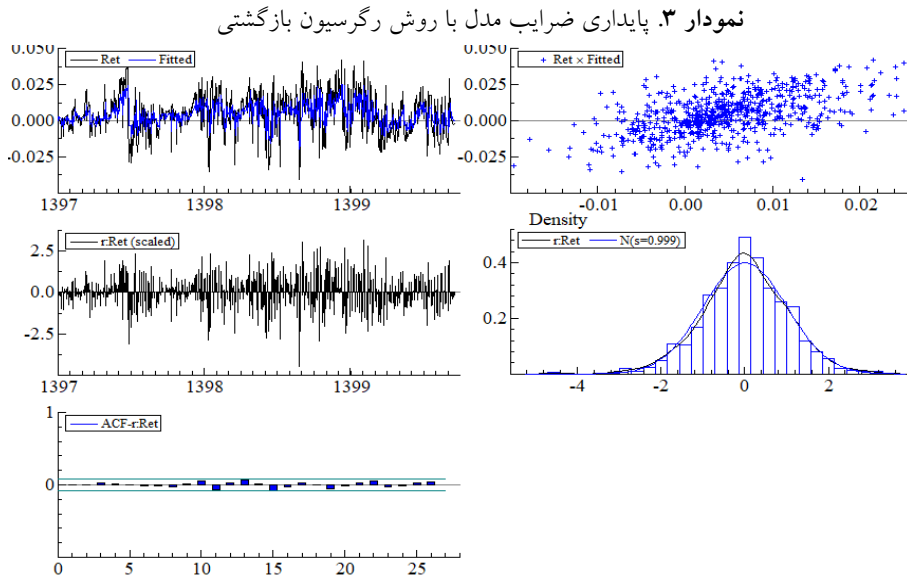 نمودار ۳. پایداری ضرایب مدل با روش رگرسیون بازگشتی
0.050
Ret Fitted
0.025
0.000
-0.025
1397 1398 1399
0.050
Ret × Fitted
0.025
0.000
-0.025
-0.01 0.00 0.01 0.02
r:Ret (scaled)
2.5
0.0
-2.5
1397 1398 1399
Density
r:Ret N(s=0.999)
0.4
0.2
-4 -2 0 2
1
ACF-r:Ret
0
0 5 10 15 20 25